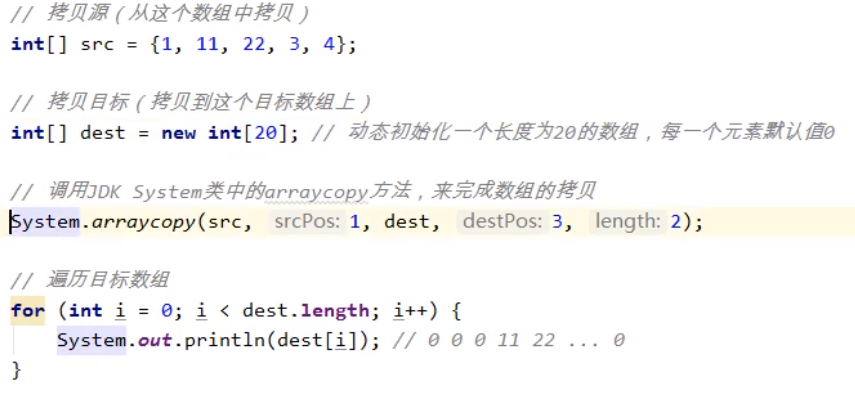 // 拷贝源（从这个数组中拷贝）
int[] src = {1, 11, 22, 3, 4};
// 拷贝目标（拷贝到这个目标数组上）
int[] dest = new int[20]; // 动态初始化一个长度为20的数组，每一个元素默认值0
// 调用JDK System类中的arraycopy方法，来完成数组的拷贝
System.arraycopy(src, srcPos: 1, dest, destPos: 3, length: 2);
// 遍历目标数组
for (int i = 0; i < dest.length; i++) {
System.out.println(dest[i]); // 0 0 0 11 22 ... 0
}